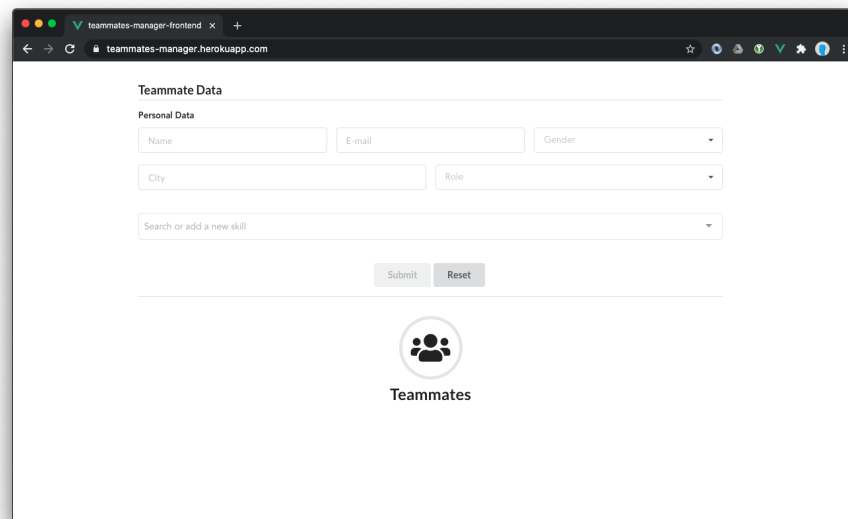 teammates-manager-frontend
teammates-manager.herokuapp.com
Teammate Data
Personal Data
Name E-mail Gender
City Role
Search or add a new skill
Submit Reset
Teammates